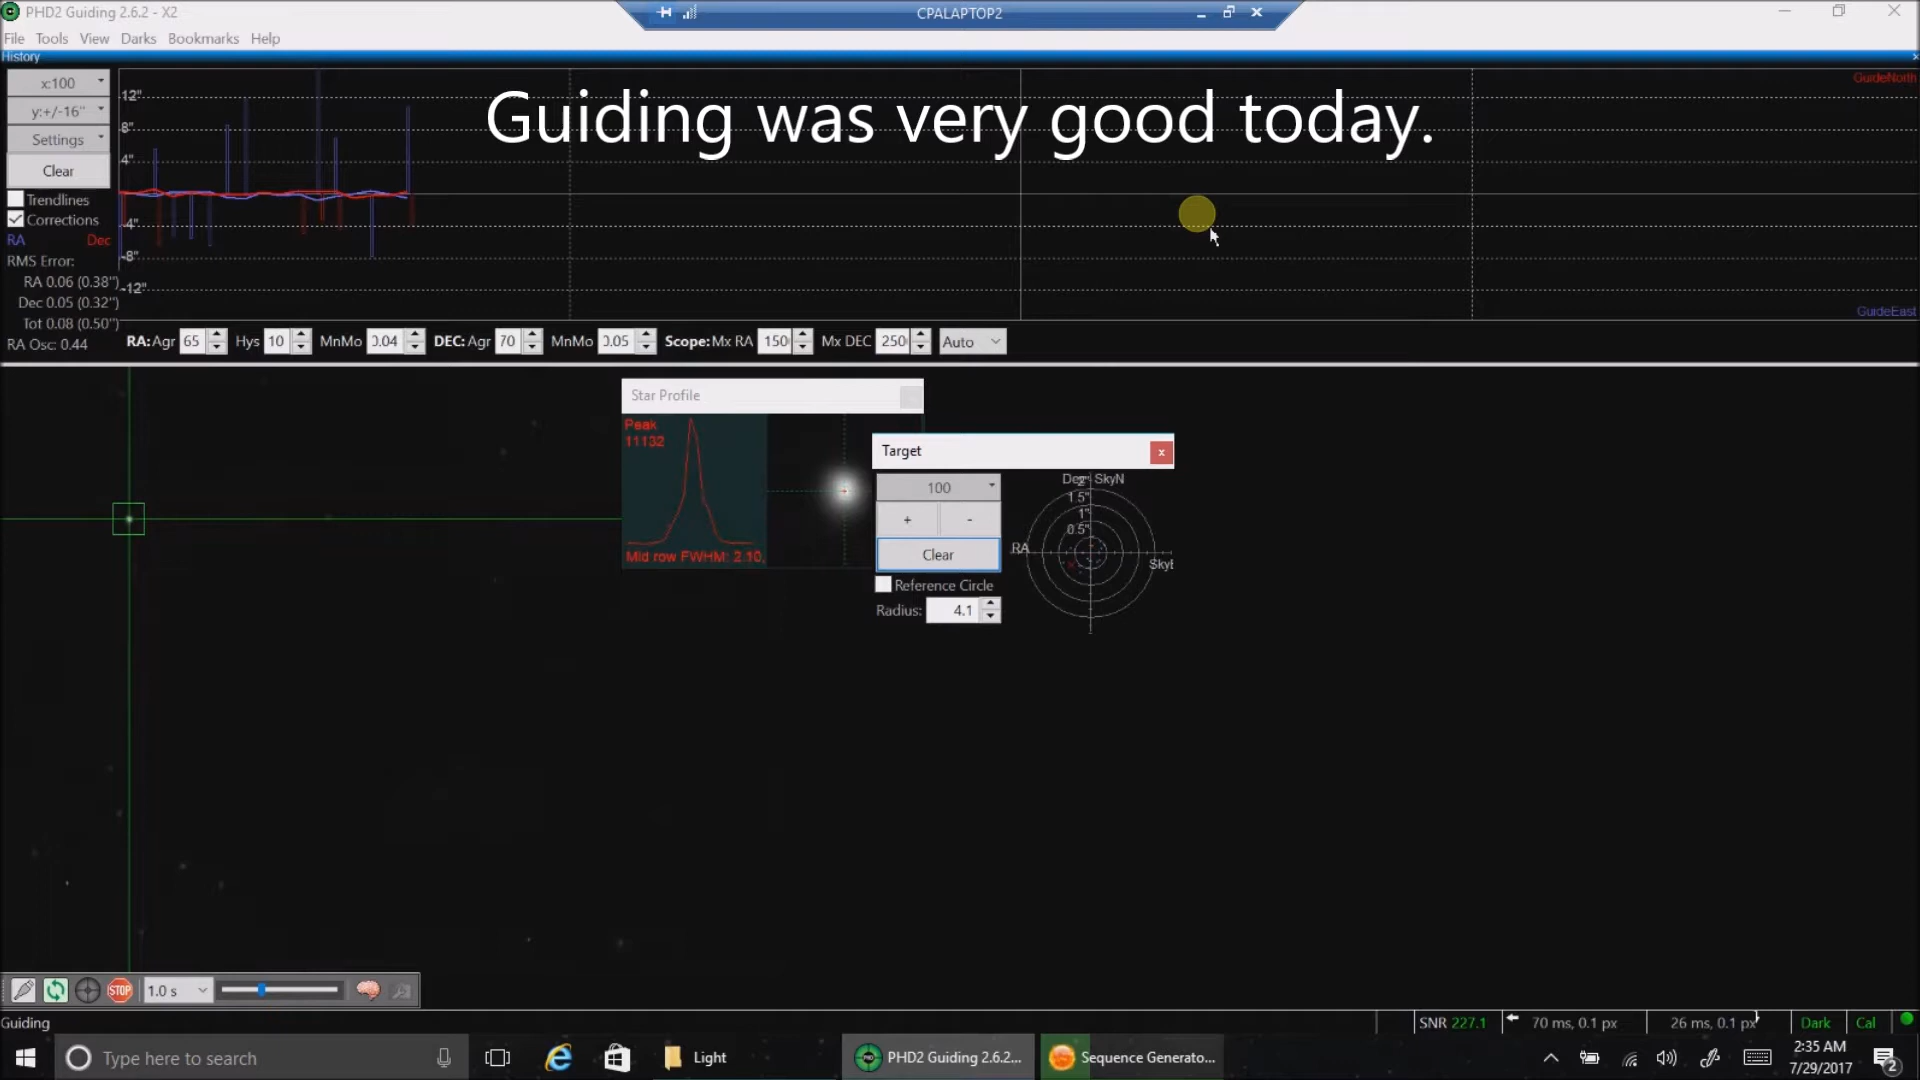 PHD2 Guiding 2.6.2 - X2
CPALAPTOP2
File Tools View Darks Bookmarks Help
History
x:100
y:+/-16"
Settings
Clear
Trendlines
Corrections
RA Dec
RMS Error:
RA 0.06 (0.38")
Dec 0.05 (0.32")
Tot 0.08 (0.50")
RA Osc: 0.44
12"
8"
4"
-4"
-8"
-12"
Guiding was very good today.
GuideNorth
GuideEast
RA: Agr 65 Hys 10 MnMo 0.04 DEC: Agr 70 MnMo 0.05 Scope: Mx RA 150 Mx DEC 250 Auto
Star Profile
Peak
11132
Mid row FWHM: 2.10,
Target
100
+ -
Clear
Reference Circle
Radius: 4.1
SkyN
2"
1.5"
1"
0.5"
RA
1.0 s
STOP
Guiding
SNR 227.1 70 ms, 0.1 px 26 ms, 0.1 px Dark Cal
Type here to search
Light
PHD2 Guiding 2.6.2...
Sequence Generato...
2:35 AM
7/29/2017
2